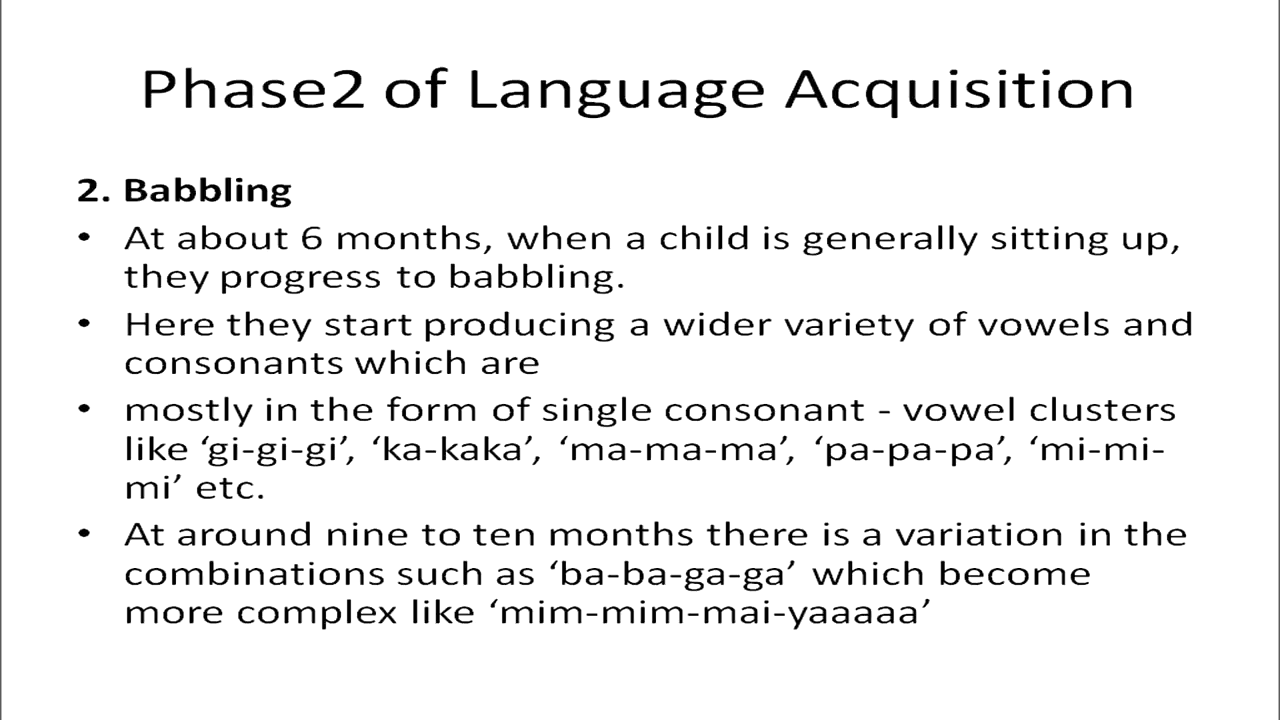 Phase2 of Language Acquisition
2. Babbling
• At about 6 months, when a child is generally sitting up,
they progress to babbling.
• Here they start producing a wider variety of vowels and
consonants which are
• mostly in the form of single consonant - vowel clusters
like ‘gi-gi-gi’, ‘ka-kaka’, ‘ma-ma-ma’, ‘pa-pa-pa’, ‘mi-mi-
mi’ etc.
• At around nine to ten months there is a variation in the
combinations such as ‘ba-ba-ga-ga’ which become
more complex like ‘mim-mim-mai-yaaaaa’